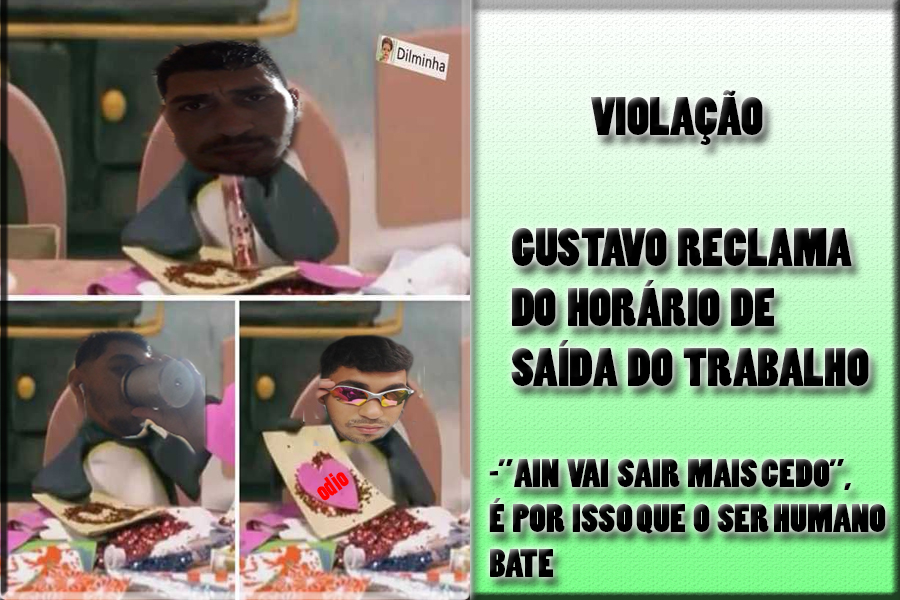 Dilminha
VIOLAÇÃO
GUSTAVO RECLAMA
DO HORÁRIO DE
SAÍDA DO TRABALHO
-"AIN VAI SAIR MAIS CEDO",
É POR ISSO QUE O SER HUMANO
BATE
odio